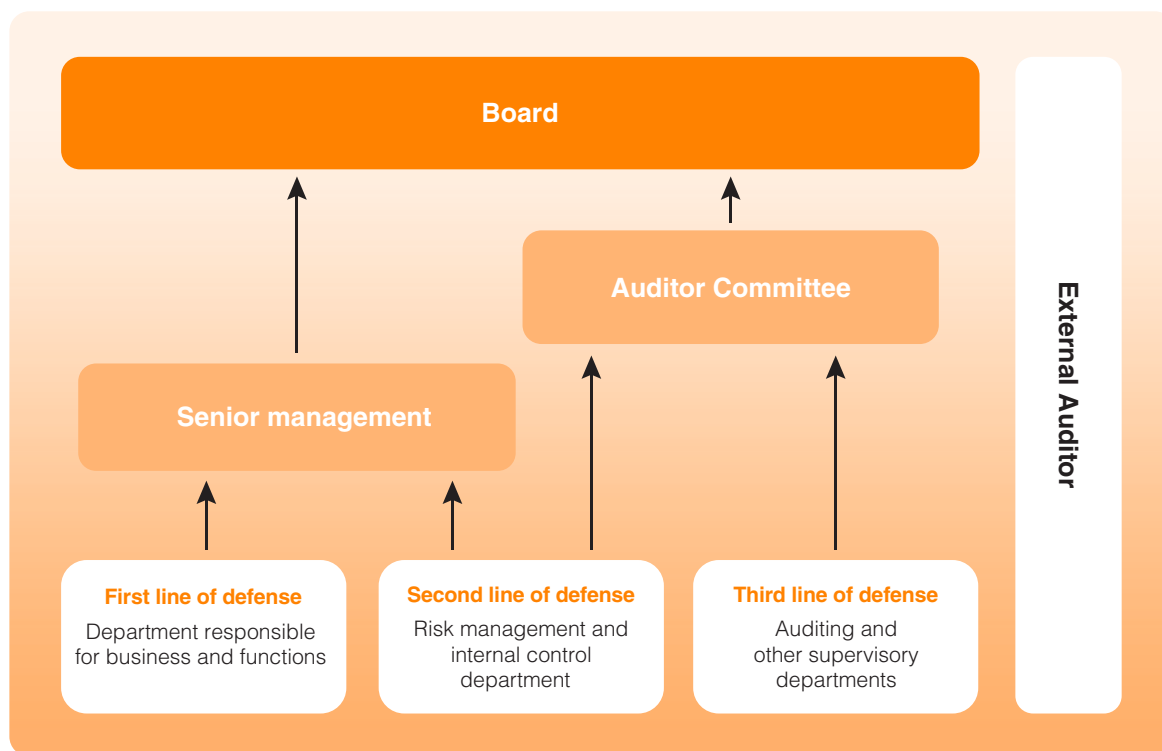 Board
Auditor Committee
External Auditor
Senior management
First line of defense
Department responsible
for business and functions
Second line of defense
Risk management and
internal control
department
Third line of defense
Auditing and
other supervisory
departments